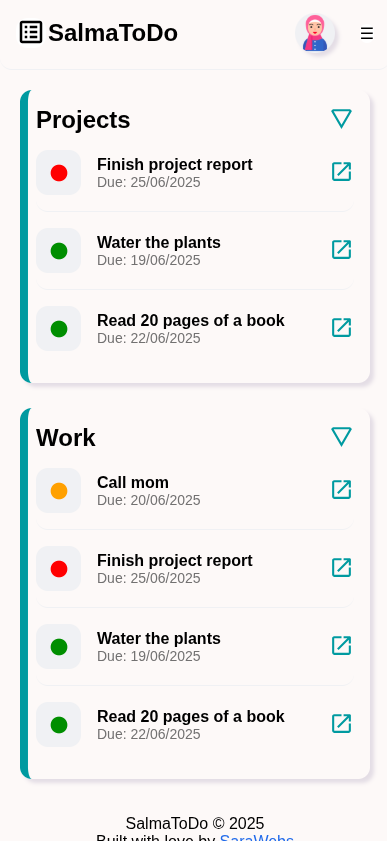 SalmaToDo
Projects
Finish project report
Due: 25/06/2025
Water the plants
Due: 19/06/2025
Read 20 pages of a book
Due: 22/06/2025
Work
Call mom
Due: 20/06/2025
Finish project report
Due: 25/06/2025
Water the plants
Due: 19/06/2025
Read 20 pages of a book
Due: 22/06/2025
SalmaToDo © 2025
Built with love by SaraWebs